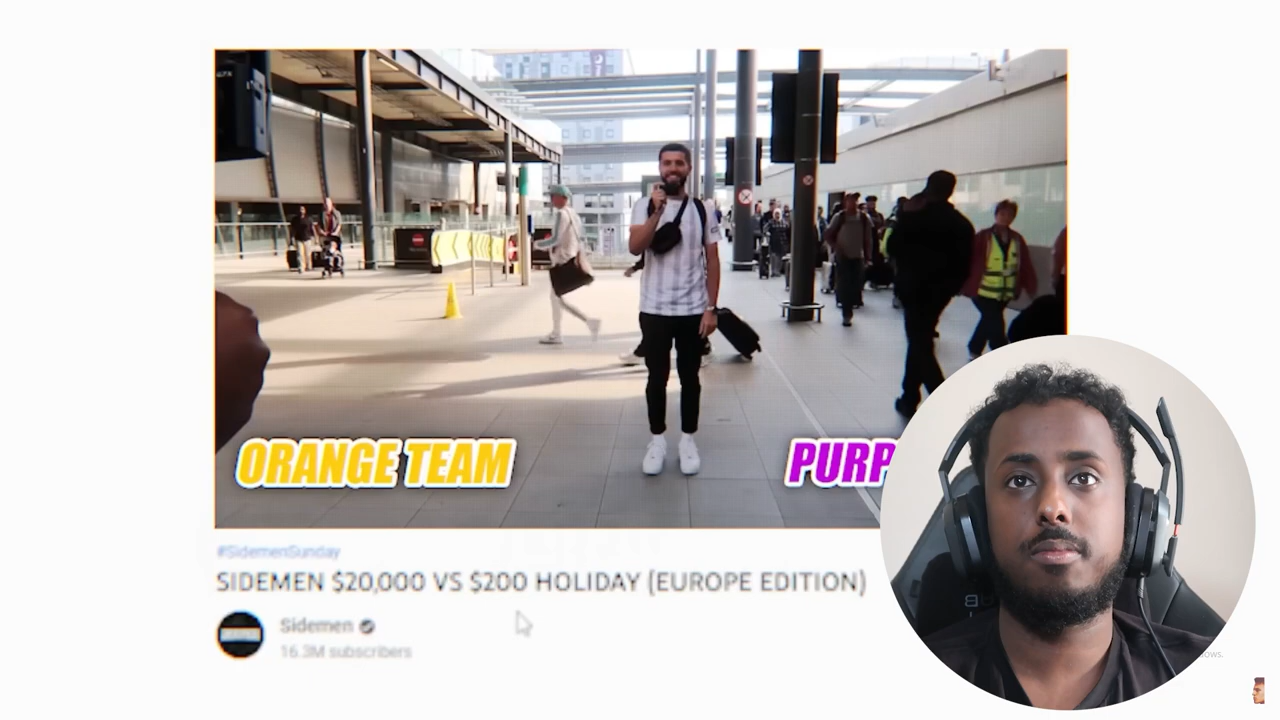 ORANGE TEAM
PURP
#SidemenSunday
SIDEMEN $20,000 VS $200 HOLIDAY (EUROPE EDITION)
Sidemen
16.3M subscribers